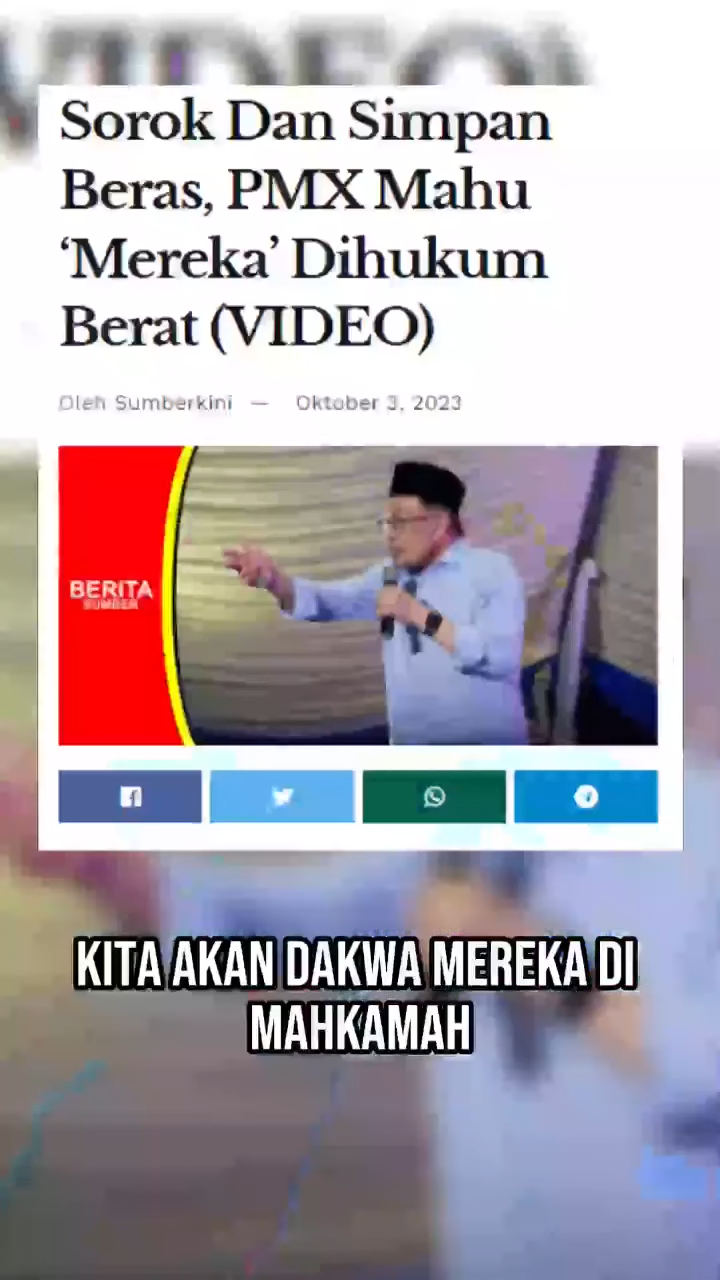 VIDEO)
Sorok Dan Simpan
Beras, PMX Mahu
‘Mereka’ Dihukum
Berat (VIDEO)
Oleh Sumberkini — Oktober 3, 2023
BERITA
SUMBER
KITA AKAN DAKWA MEREKA DI
MAHKAMAH